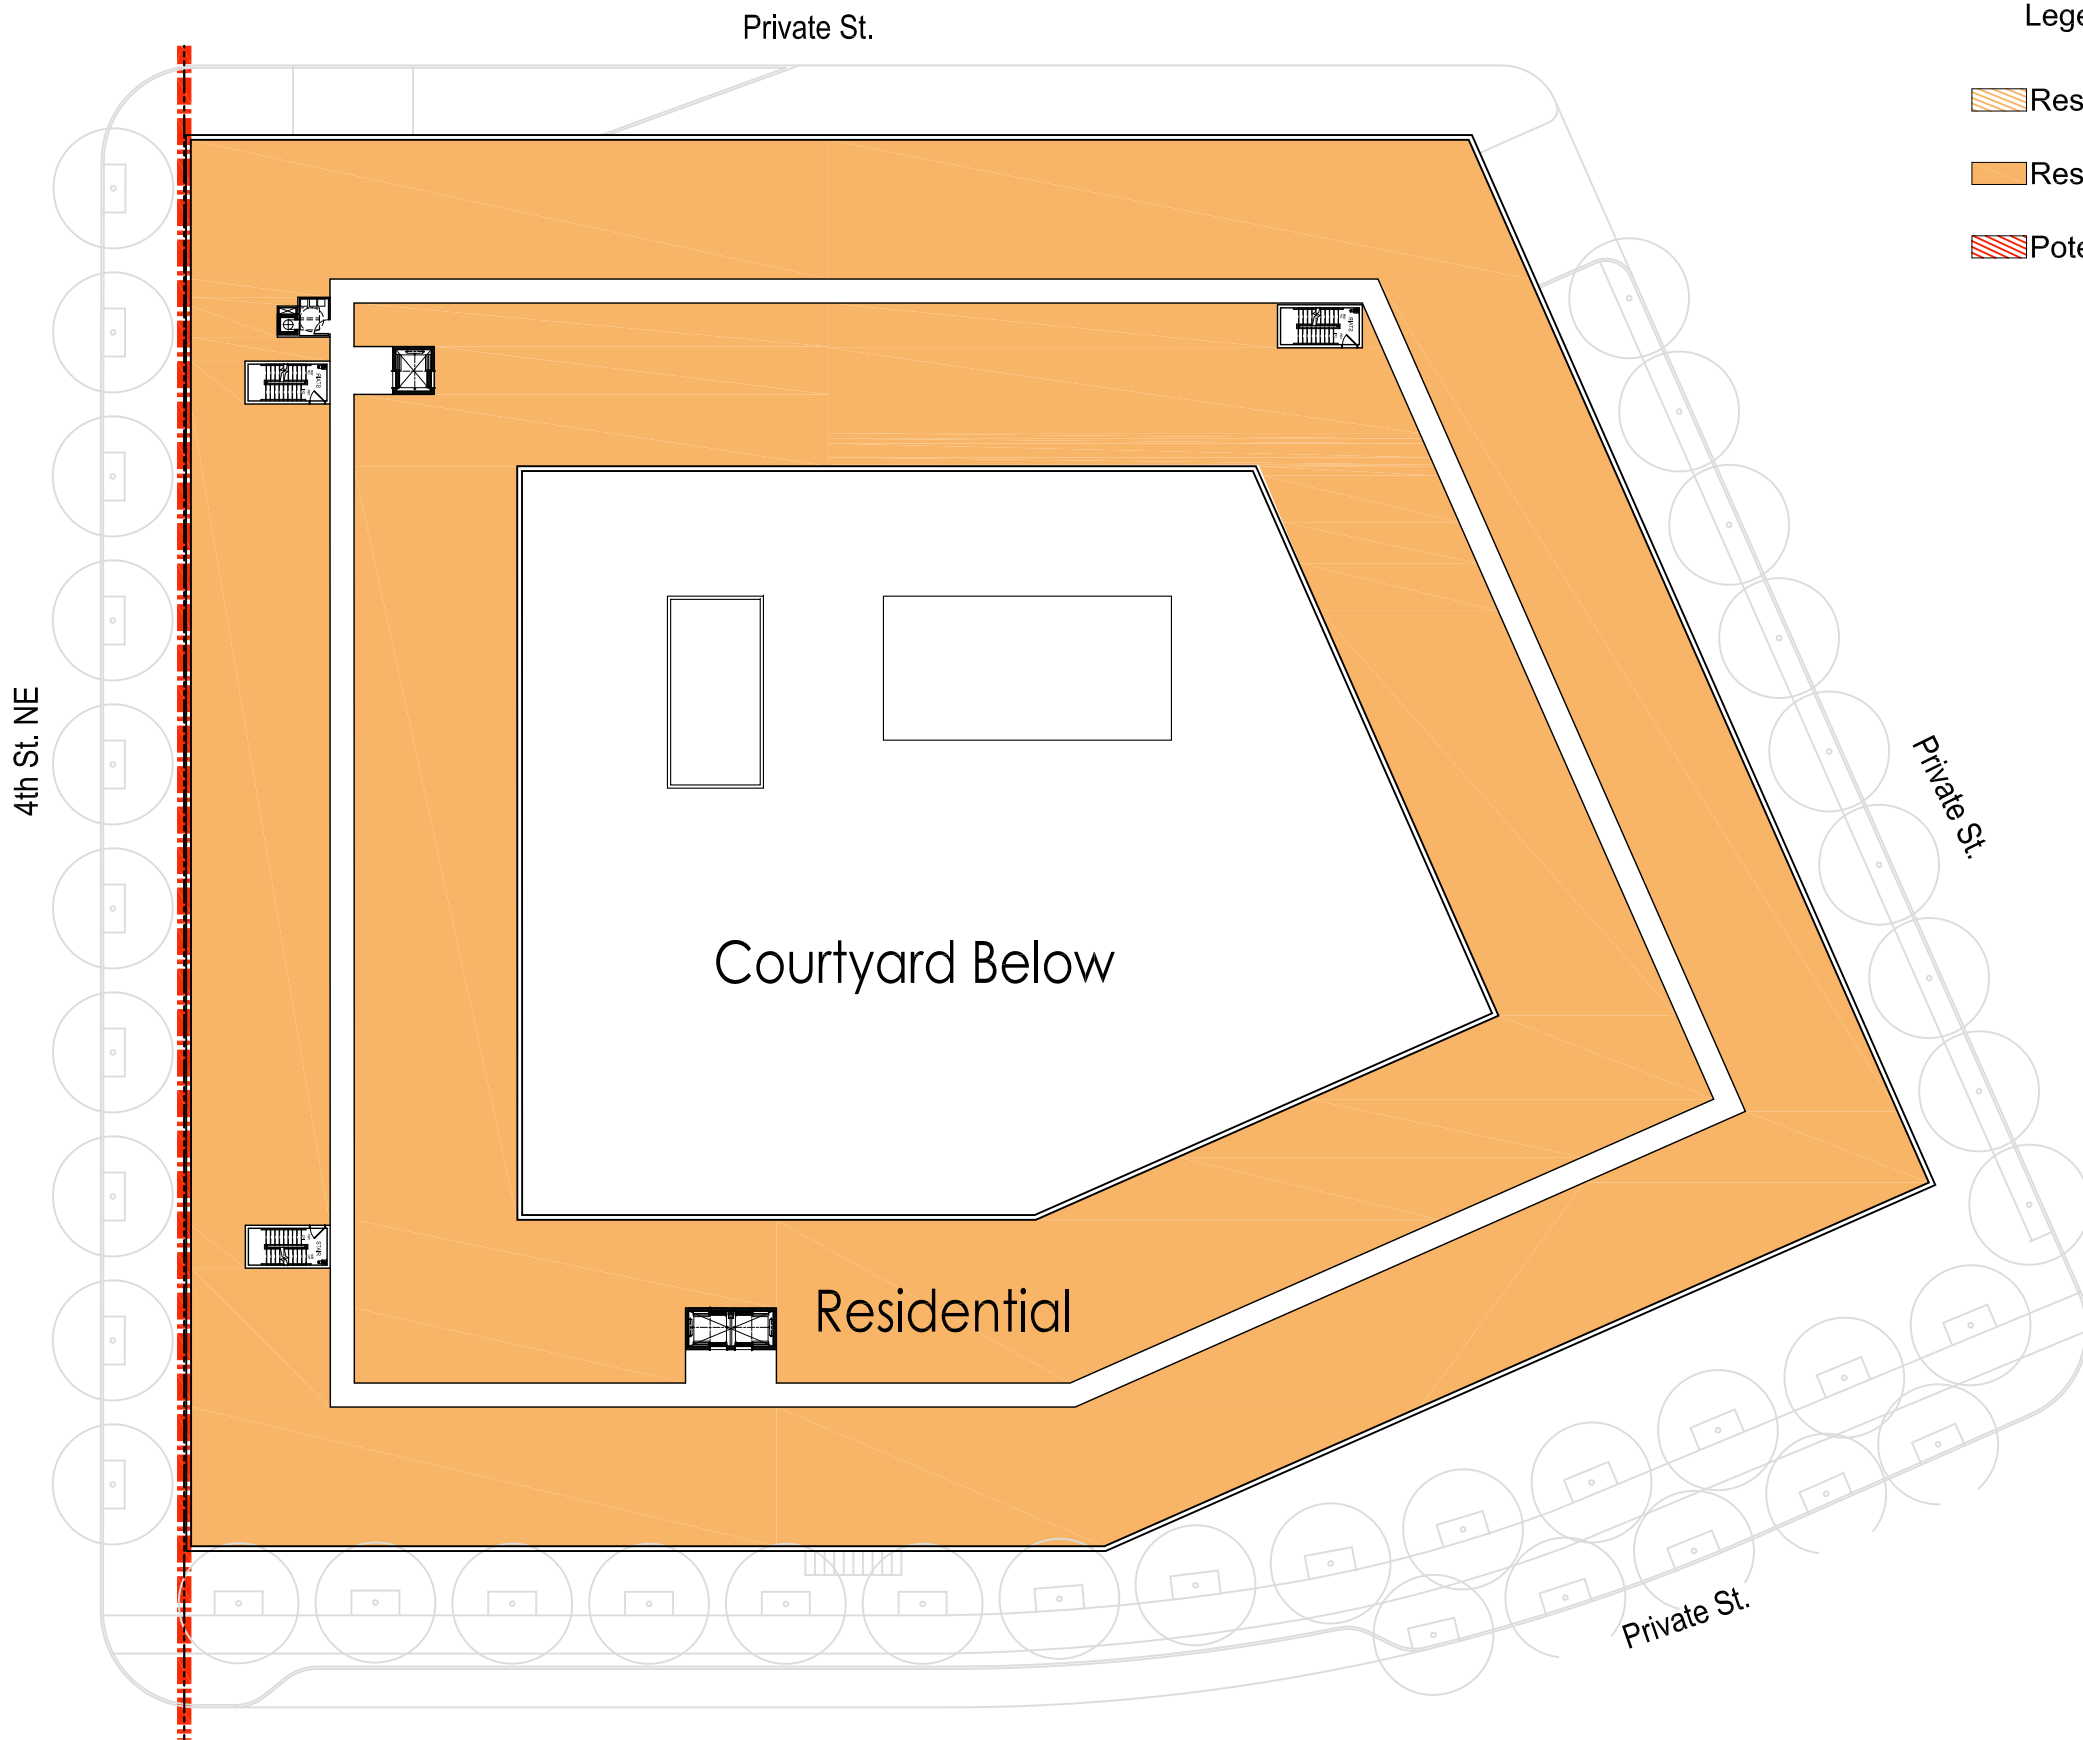 Private St.
Lege
Res
Res
Pote
4th St. NE
Private St.
Courtyard Below
Residential
Private St.